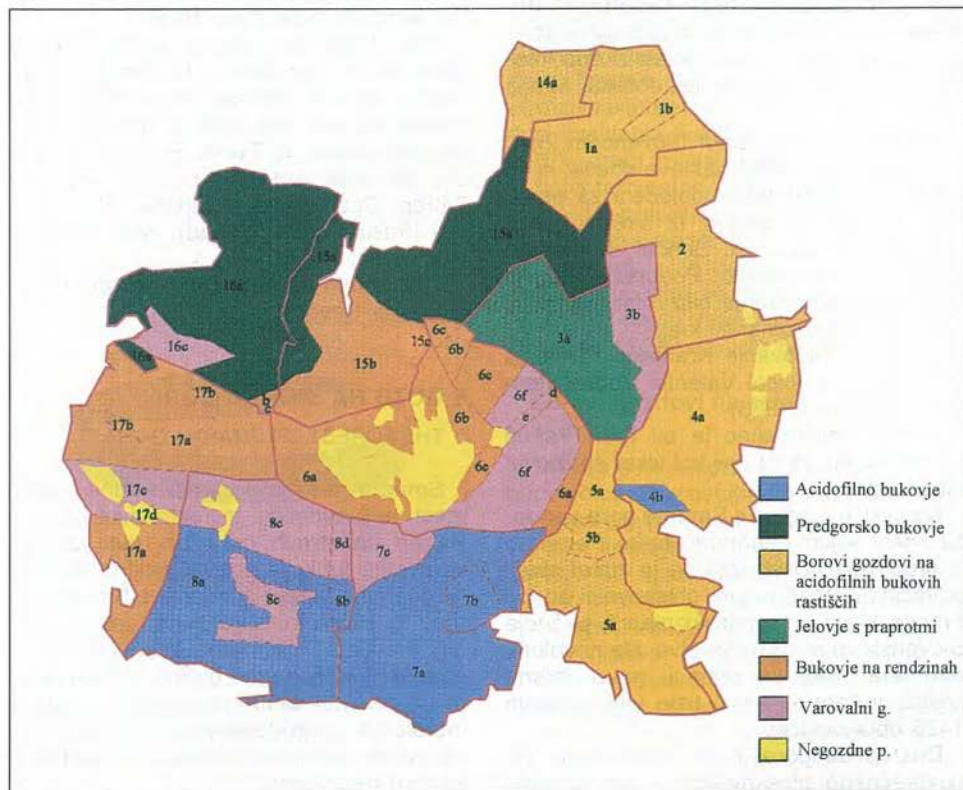 14a
1b
1a
15a
2
15a
16a
3b
3a
16c
16a
15c
6c
6b
15b
6c
17b
b
c
6f
d
4a
17b
17a
6b
e
6a
6c
6f
6a
5a
17c
17d
4b
8c
8d
7c
5b
17a
8a
8c
8b
7b
5a
7a
Acidofilno bukovje
Predgorsko bukovje
Borovi gozdovi na
acidofilnih bukovih
rastiščih
Jelovje s praprotmi
Bukovje na rendzinah
Varovalni g.
Negozdne p.